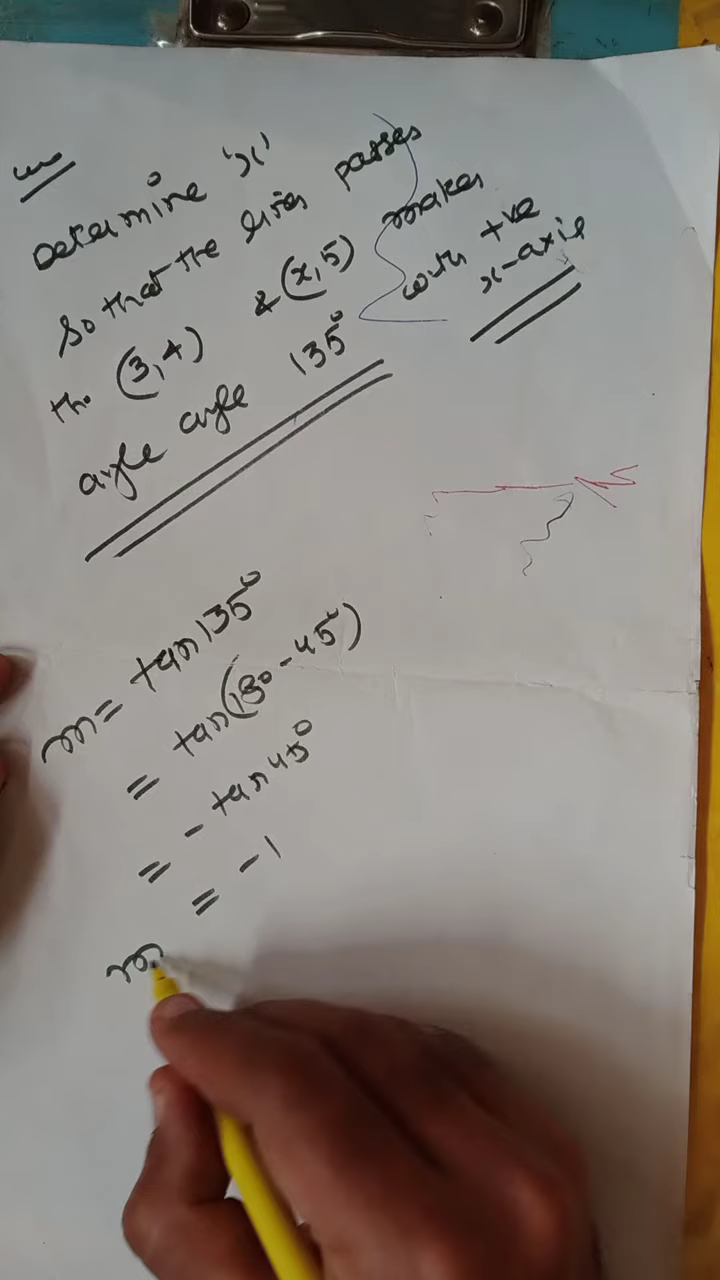 Determine 'x'
so that the line passes
th. (3,4) & (x,5) makes
angle angle 135° with +ve
x-axis
m = tan135°
= tan(180-45°)
= - tan45°
= -1
m